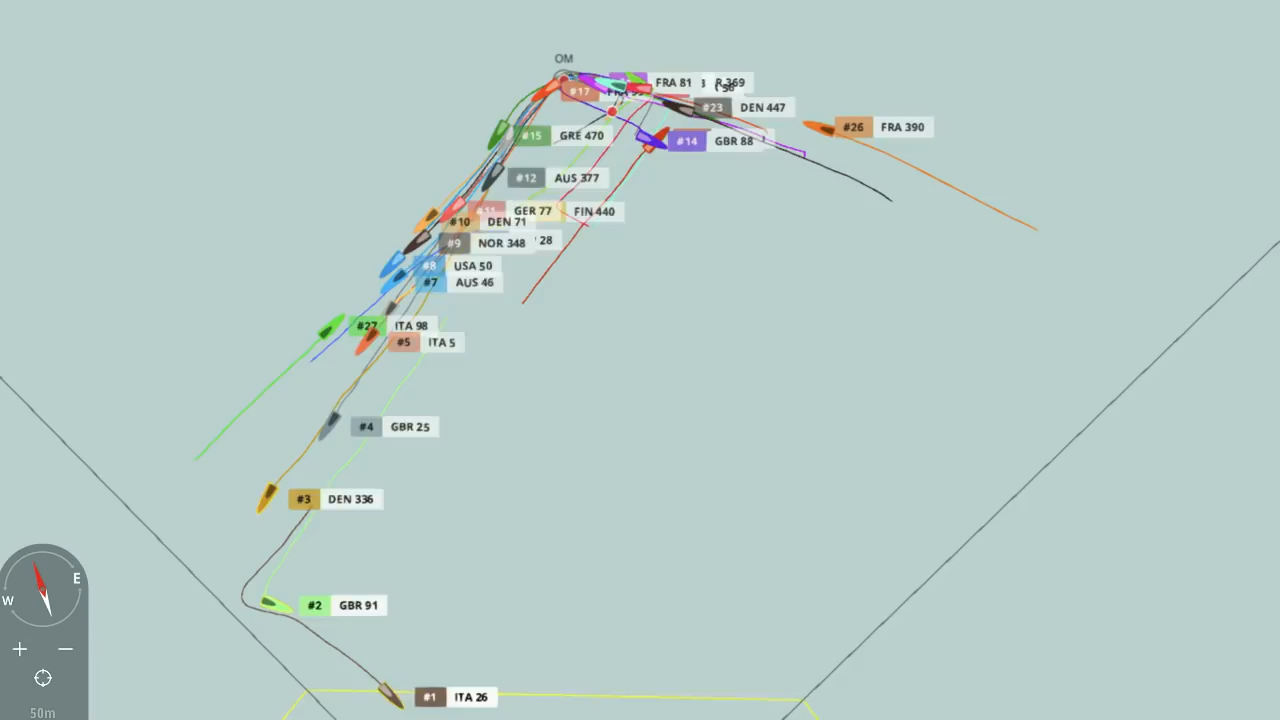 OM
FRA 81
R 369
#17
#23 DEN 447
#26 FRA 390
#15 GRE 470
#14 GBR 88
#12 AUS 377
GER 77
FIN 440
#10 DEN 71
#9 NOR 348
28
#8 USA 50
#7 AUS 46
#27 ITA 98
#5 ITA 5
#4 GBR 25
#3 DEN 336
#2 GBR 91
#1 ITA 26
E
W
+ −
50m